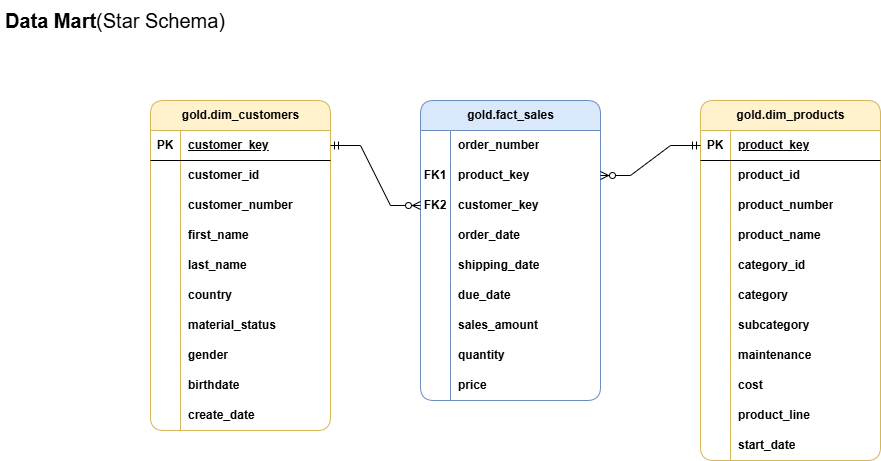 Data Mart(Star Schema)
gold.dim_customers
PK customer_key
customer_id
customer_number
first_name
last_name
country
material_status
gender
birthdate
create_date
gold.fact_sales
order_number
FK1 product_key
FK2 customer_key
order_date
shipping_date
due_date
sales_amount
quantity
price
gold.dim_products
PK product_key
product_id
product_number
product_name
category_id
category
subcategory
maintenance
cost
product_line
start_date